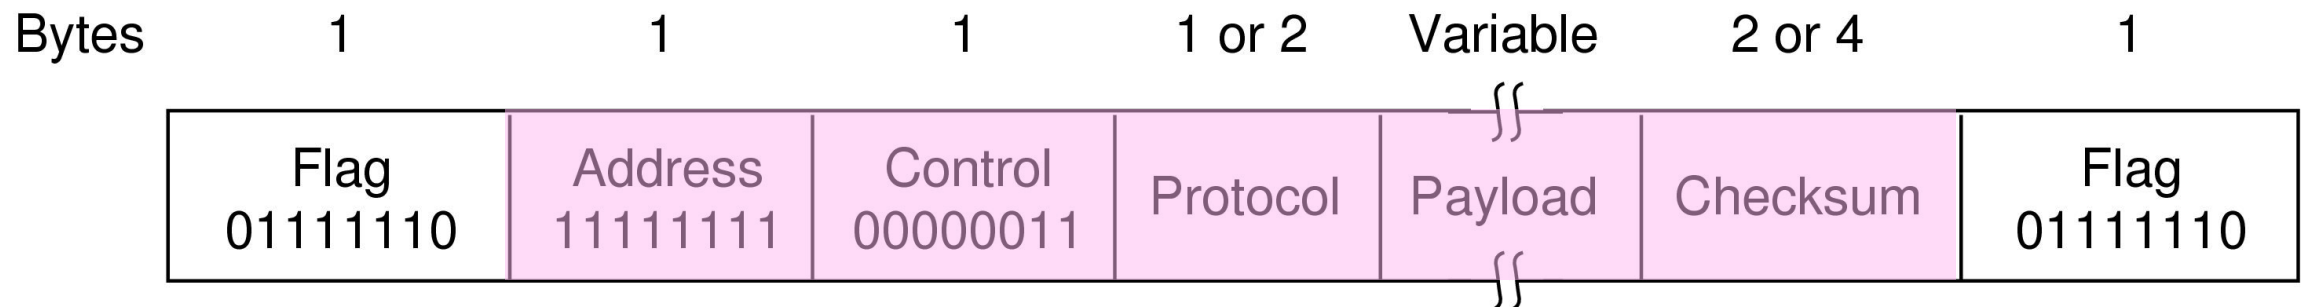 Bytes 1 1 1 1 or 2 Variable 2 or 4 1
Flag Address Control Protocol Payload Checksum Flag
01111110 11111111 00000011 01111110